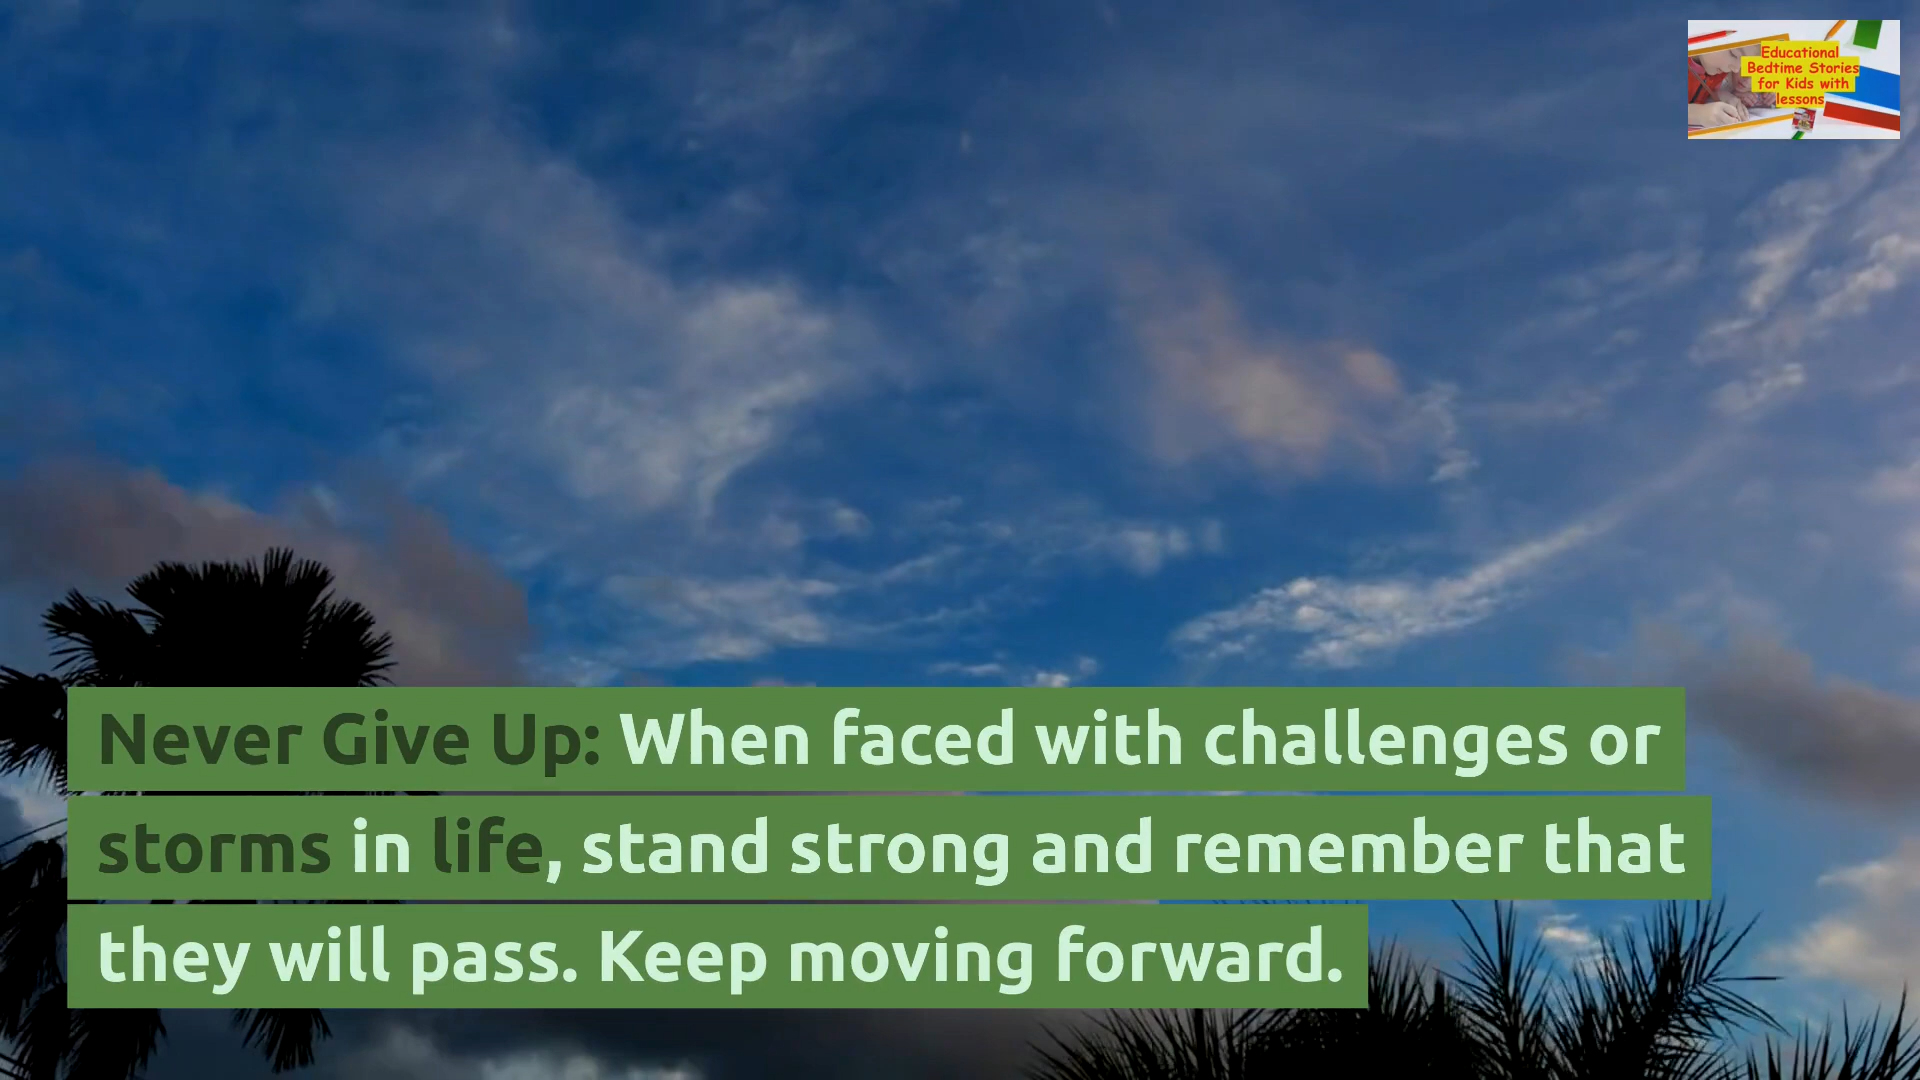 Educational
Bedtime Stories
for Kids with
lessons
Never Give Up: When faced with challenges or
storms in life, stand strong and remember that
they will pass. Keep moving forward.